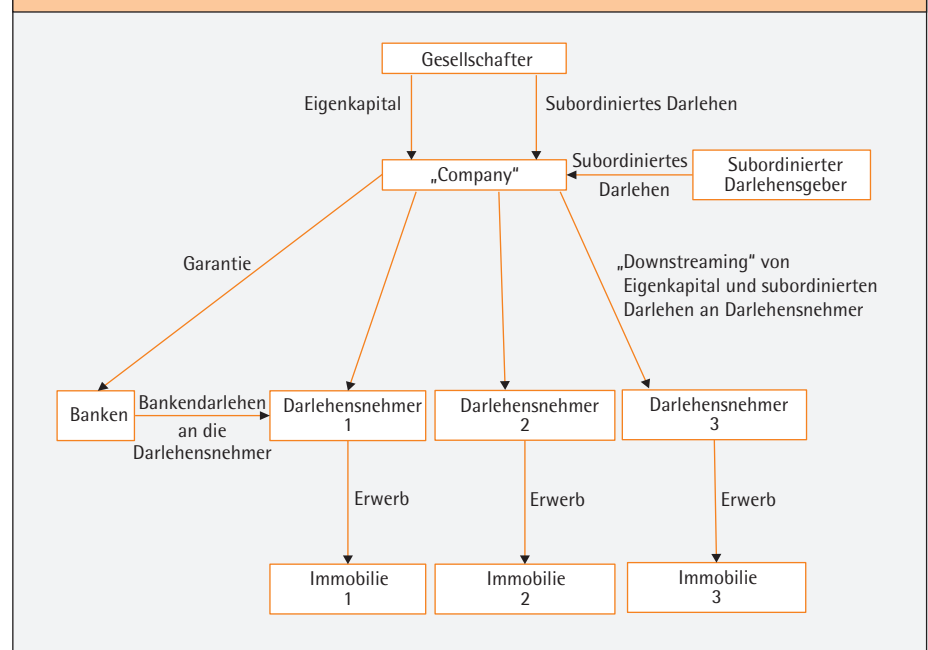 Gesellschafter
Eigenkapital
Subordiniertes Darlehen
„Company“
Subordiniertes
Darlehen
Subordinierter
Darlehensgeber
Garantie
„Downstreaming“ von
Eigenkapital und subordinierten
Darlehen an Darlehensnehmer
Banken
Bankendarlehen
an die
Darlehensnehmer
Darlehensnehmer
1
Darlehensnehmer
2
Darlehensnehmer
3
Erwerb
Erwerb
Erwerb
Immobilie
1
Immobilie
2
Immobilie
3